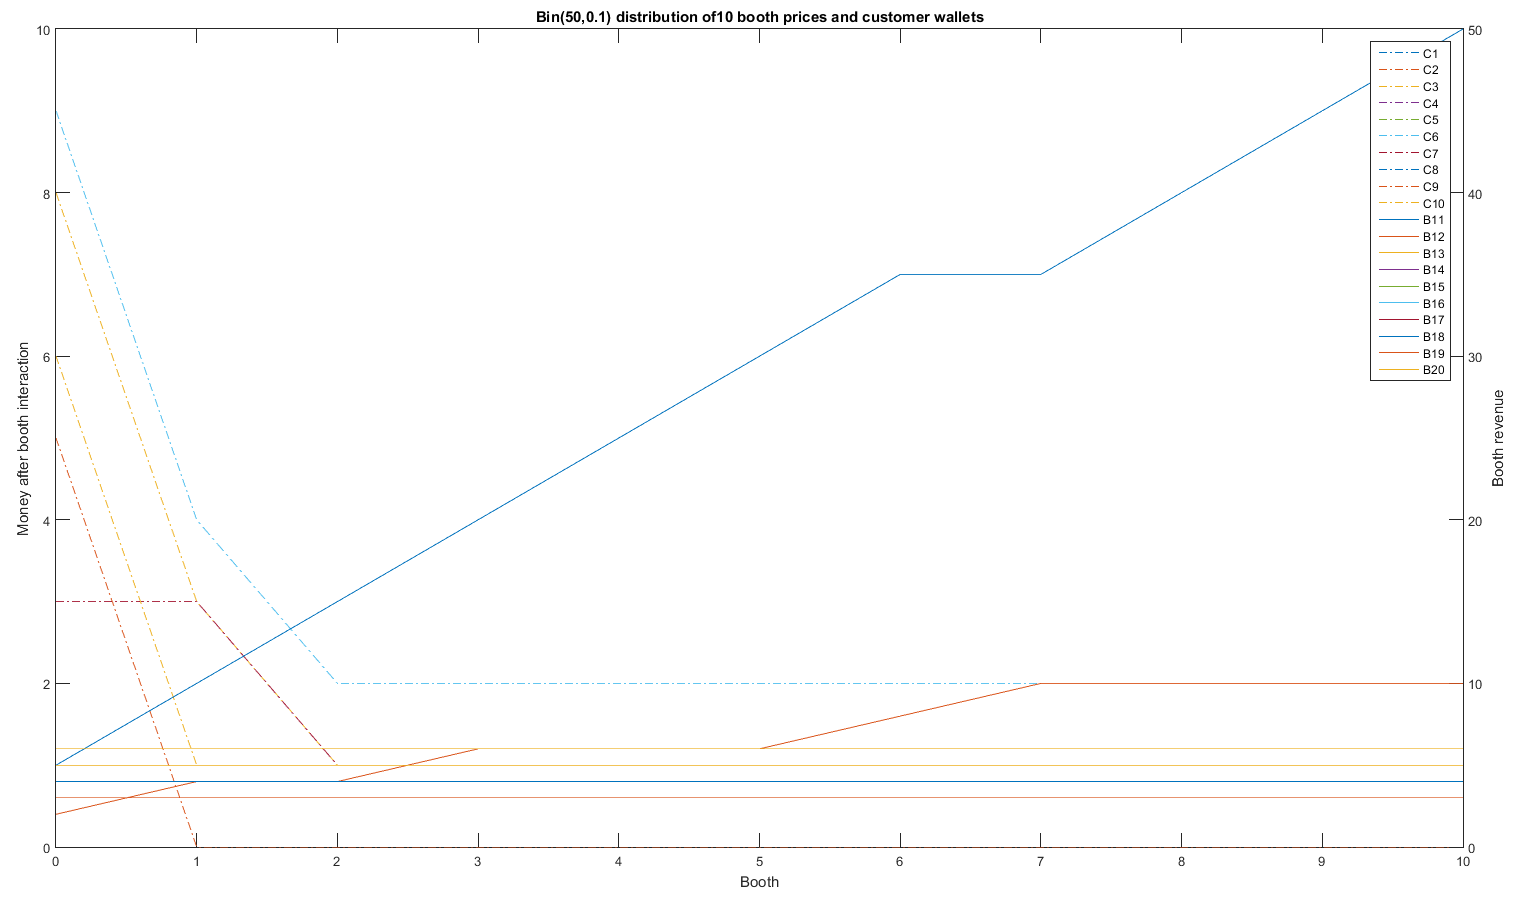 Bin(50,0.1) distribution of10 booth prices and customer wallets
10
8
6
4
2
0
Money after booth interaction
0 1 2 3 4 5 6 7 8 9 10
Booth
50
40
30
20
10
0
Booth revenue
C1
C2
C3
C4
C5
C6
C7
C8
C9
C10
B11
B12
B13
B14
B15
B16
B17
B18
B19
B20